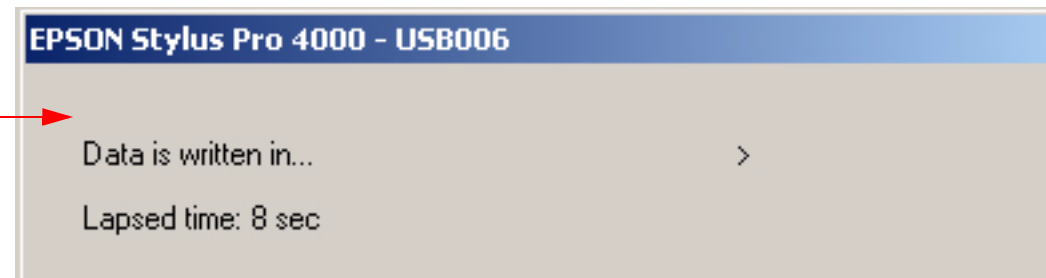 EPSON Stylus Pro 4000 - USB006
Data is written in... >
Lapsed time: 8 sec